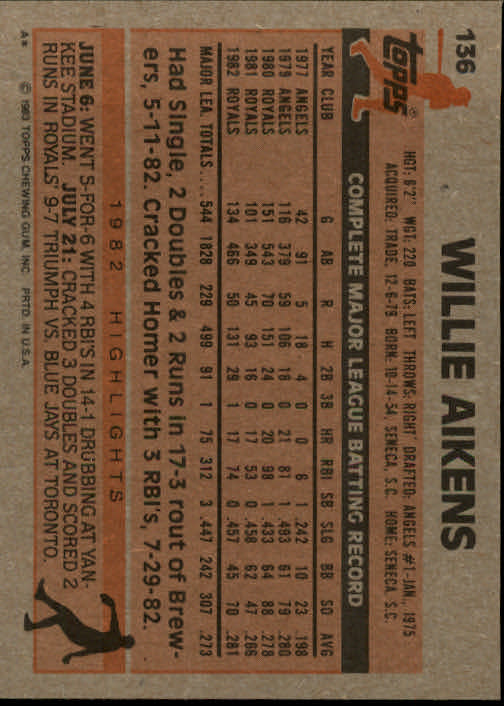 136
Topps®
WILLIE AIKENS
HGT: 6'2" WGT: 220 BATS: LEFT THROWS: RIGHT DRAFTED: ANGELS #1-JAN., 1975
ACQUIRED: TRADE, 12-6-79 BORN: 10-14-54, SENECA, S.C. HOME: SENECA, S.C.
COMPLETE MAJOR LEAGUE BATTING RECORD
YEAR CLUB G AB R H 2B 3B HR RBI SB SLG BB SO AVG
1977 ANGELS 42 91 5 18 4 0 0 6 1 .242 10 23 .198
1979 ANGELS 116 379 59 106 18 0 21 81 1 .493 61 79 .280
1980 ROYALS 151 543 70 151 24 0 20 98 1 .433 64 88 .278
1981 ROYALS 101 349 45 93 16 0 17 53 0 .458 62 47 .266
1982 ROYALS 134 466 50 131 29 1 17 74 0 .457 45 70 .281
MAJOR LEA. TOTALS.... 544 1828 229 499 91 1 75 312 3 .447 242 307 .273
Had Single, 2 Doubles & 2 Runs in 17-3 rout of Brew-
ers, 5-11-82. Cracked Homer with 3 RBI's, 7-29-82.
1982 HIGHLIGHTS
JUNE 6: WENT 5-FOR-6 WITH 4 RBI'S IN 14-1 DRUBBING AT YAN-
KEE STADIUM. JULY 21: CRACKED 3 DOUBLES AND SCORED 2
RUNS IN ROYALS' 9-7 TRIUMPH VS. BLUE JAYS AT TORONTO.
A* © 1983 TOPPS CHEWING GUM, INC. PRTD. IN U.S.A.